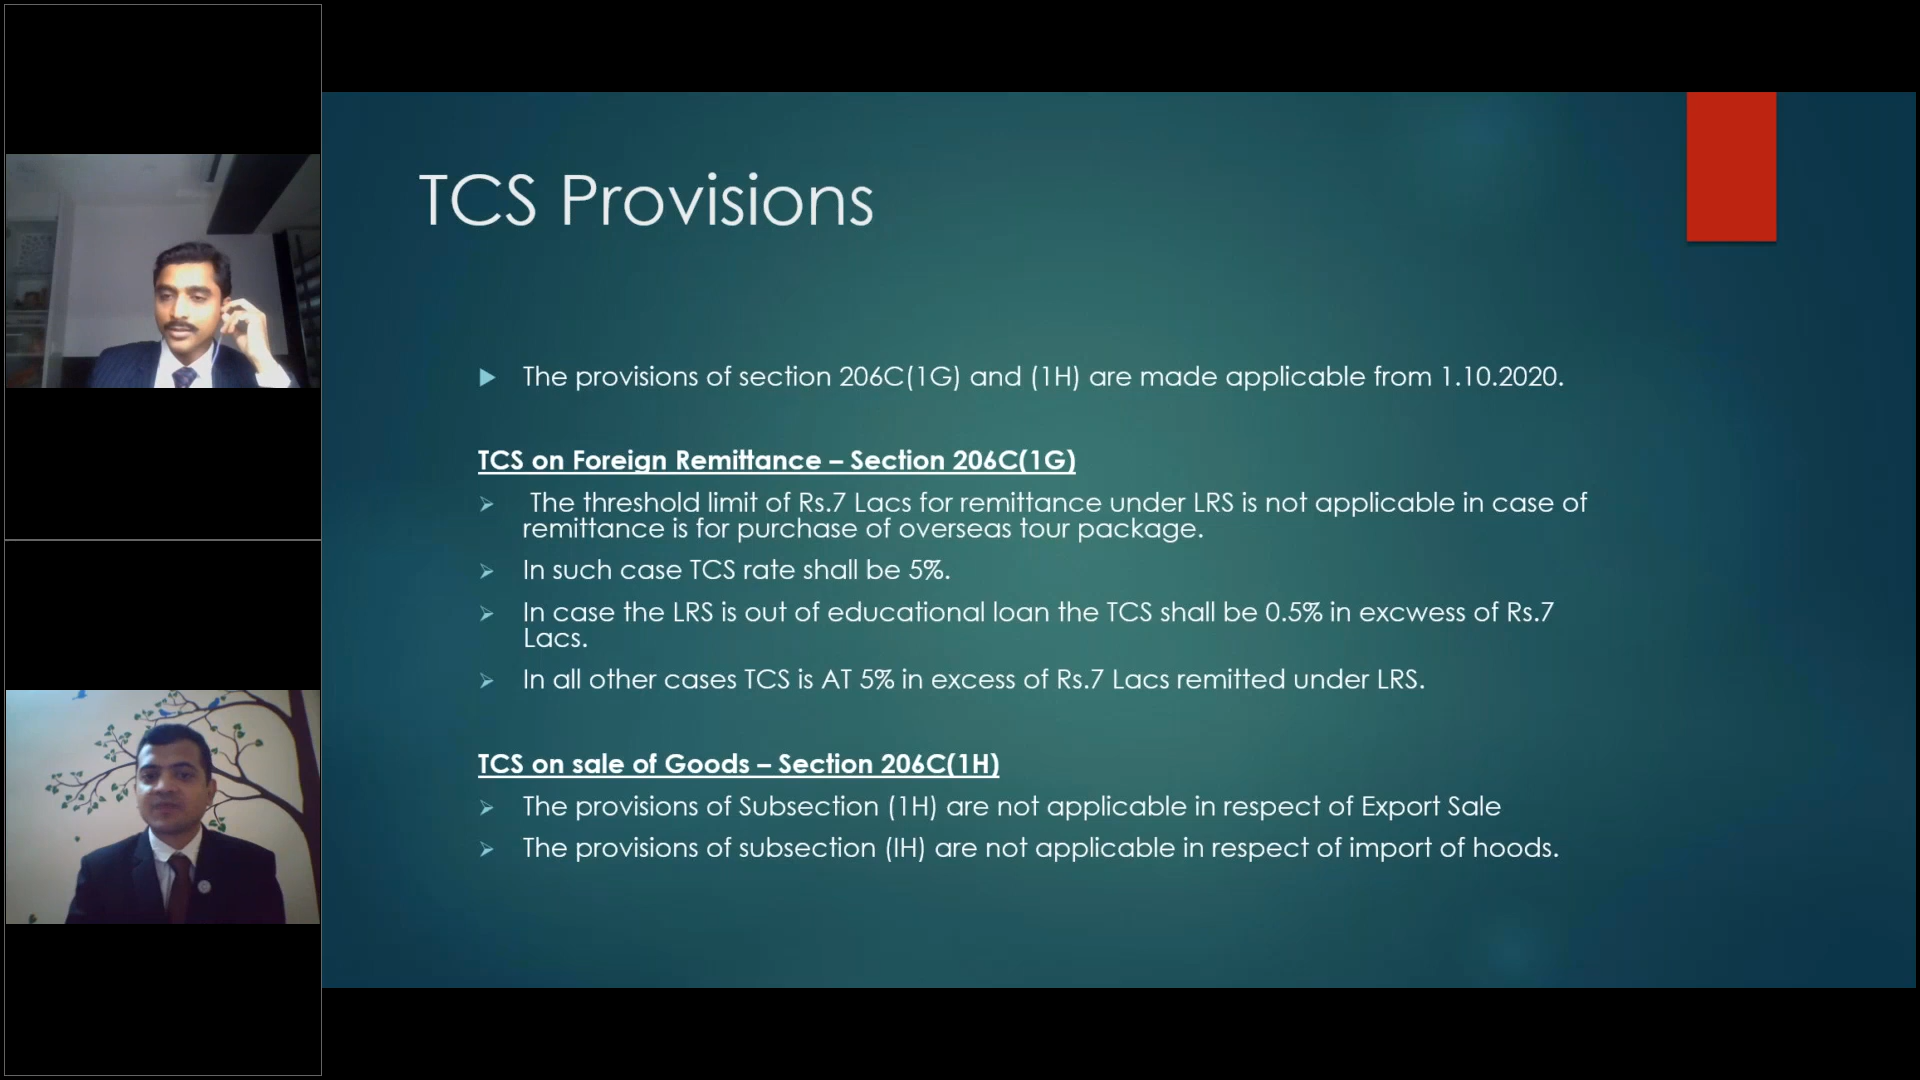 TCS Provisions
The provisions of section 206C(1G) and (1H) are made applicable from 1.10.2020.
TCS on Foreign Remittance – Section 206C(1G)
The threshold limit of Rs.7 Lacs for remittance under LRS is not applicable in case of
remittance is for purchase of overseas tour package.
In such case TCS rate shall be 5%.
In case the LRS is out of educational loan the TCS shall be 0.5% in excwess of Rs.7
Lacs.
In all other cases TCS is AT 5% in excess of Rs.7 Lacs remitted under LRS.
TCS on sale of Goods – Section 206C(1H)
The provisions of Subsection (1H) are not applicable in respect of Export Sale
The provisions of subsection (IH) are not applicable in respect of import of hoods.